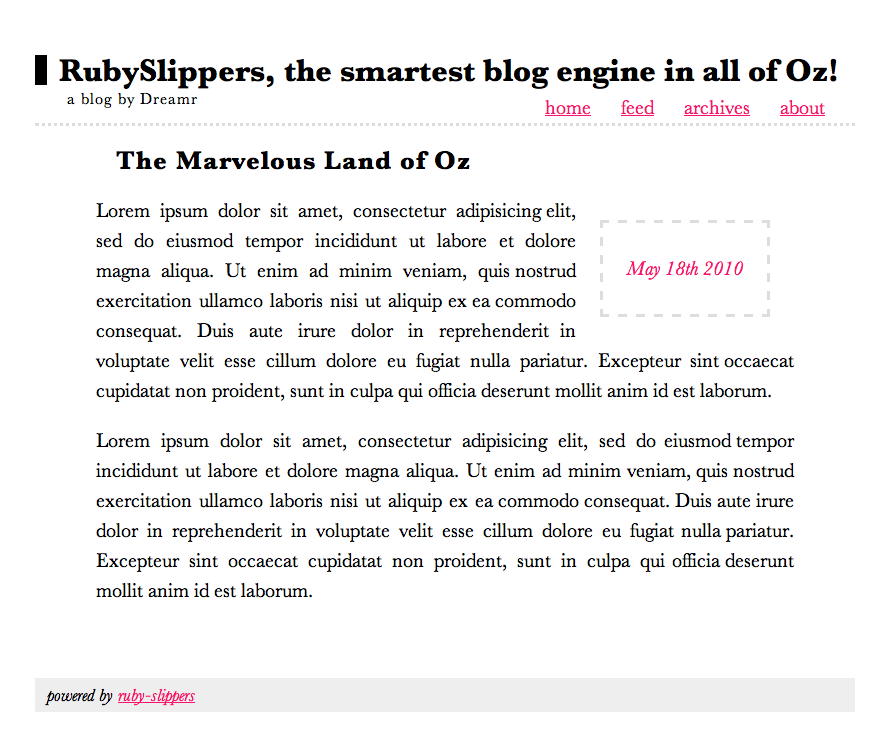 RubySlippers, the smartest blog engine in all of Oz!
a blog by Dreamr
home feed archives about
The Marvelous Land of Oz
Lorem ipsum dolor sit amet, consectetur adipisicing elit,
sed do eiusmod tempor incididunt ut labore et dolore
magna aliqua. Ut enim ad minim veniam, quis nostrud
exercitation ullamco laboris nisi ut aliquip ex ea commodo
consequat. Duis aute irure dolor in reprehenderit in
May 18th 2010
voluptate velit esse cillum dolore eu fugiat nulla pariatur. Excepteur sint occaecat
cupidatat non proident, sunt in culpa qui officia deserunt mollit anim id est laborum.
Lorem ipsum dolor sit amet, consectetur adipisicing elit, sed do eiusmod tempor
incididunt ut labore et dolore magna aliqua. Ut enim ad minim veniam, quis nostrud
exercitation ullamco laboris nisi ut aliquip ex ea commodo consequat. Duis aute irure
dolor in reprehenderit in voluptate velit esse cillum dolore eu fugiat nulla pariatur.
Excepteur sint occaecat cupidatat non proident, sunt in culpa qui officia deserunt
mollit anim id est laborum.
powered by ruby-slippers